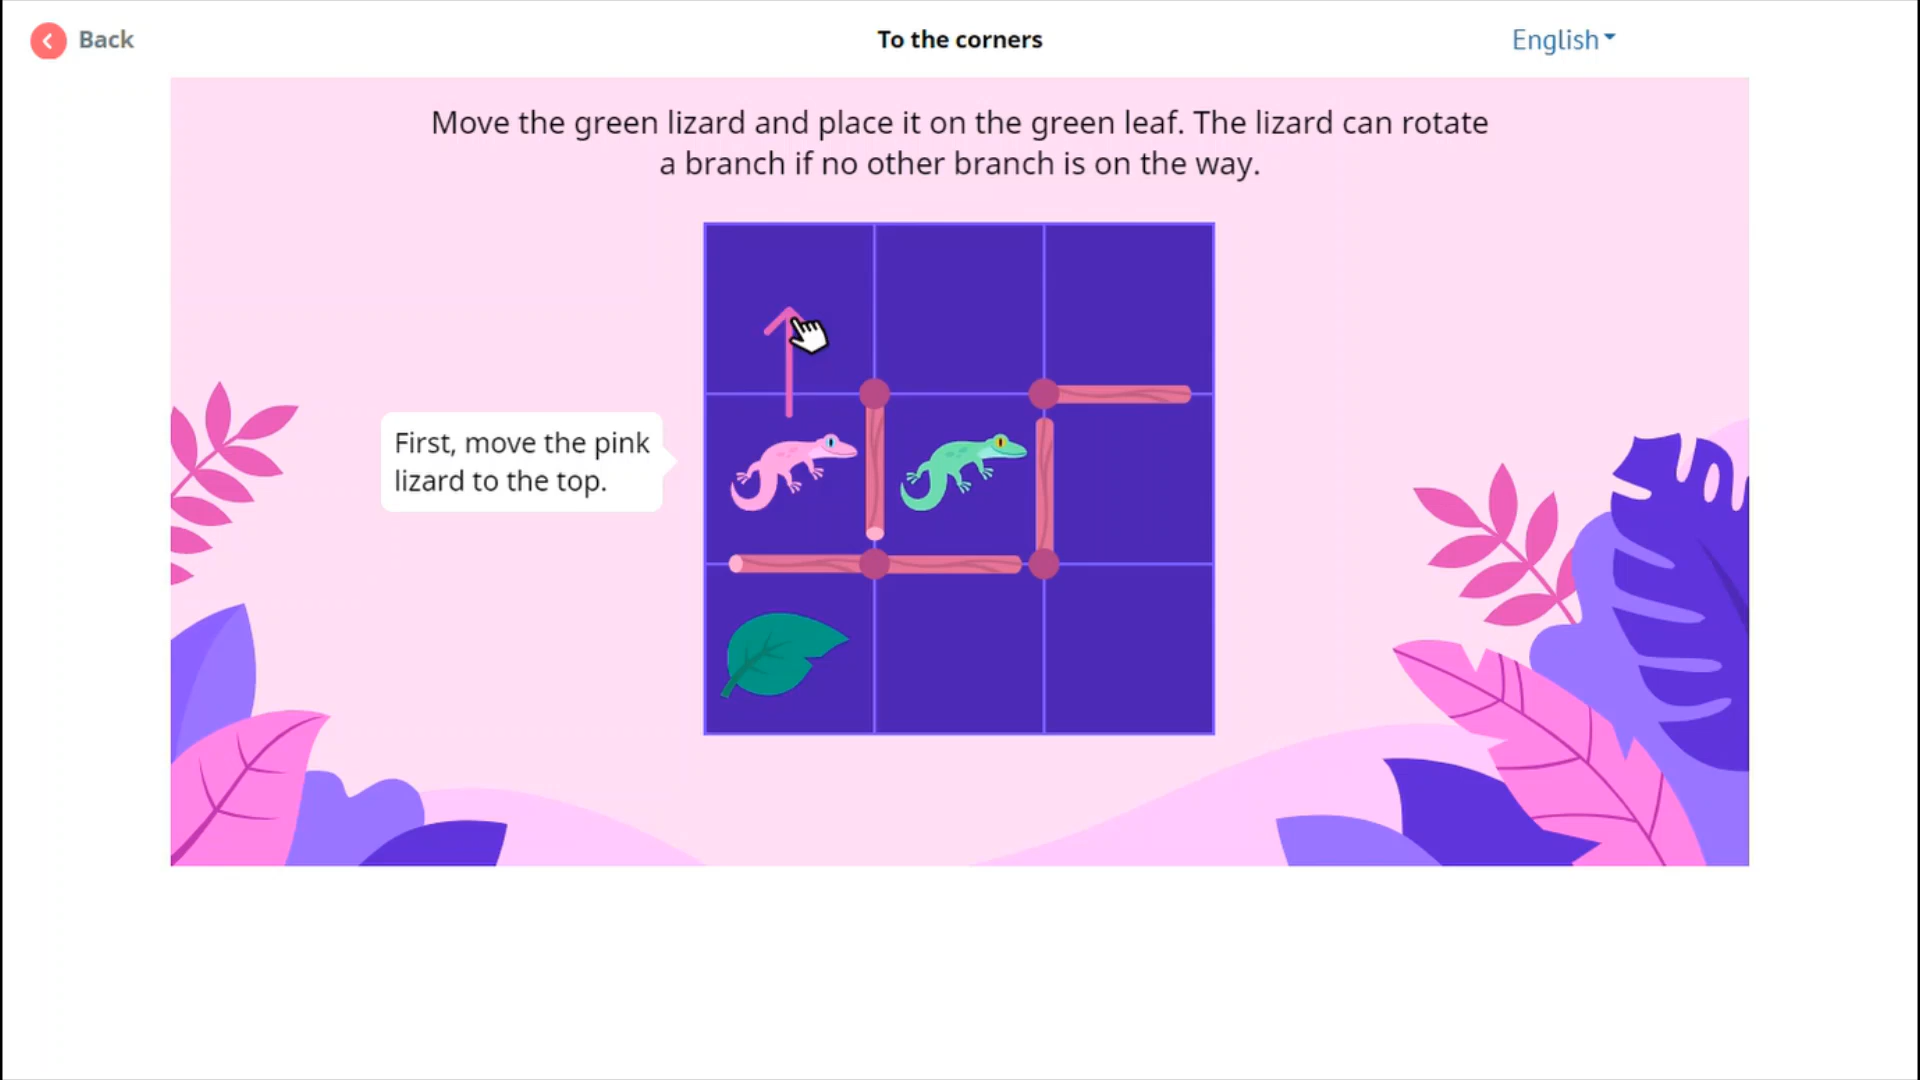 Back
To the corners
English
Move the green lizard and place it on the green leaf. The lizard can rotate
a branch if no other branch is on the way.
First, move the pink
lizard to the top.